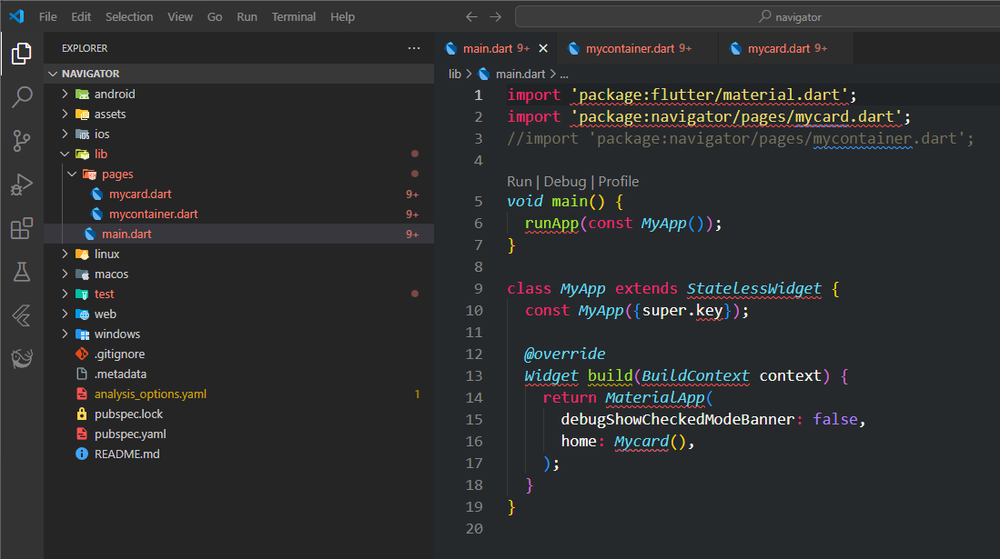 File Edit Selection View Go Run Terminal Help
navigator
EXPLORER
NAVIGATOR
android
assets
ios
lib
pages
mycard.dart 9+
mycontainer.dart 9+
main.dart 9+
linux
macos
test
web
windows
.gitignore
.metadata
analysis_options.yaml 1
pubspec.lock
pubspec.yaml
README.md
main.dart 9+ mycontainer.dart 9+ mycard.dart 9+
lib > main.dart > ...
1 import 'package:flutter/material.dart';
2 import 'package:navigator/pages/mycard.dart';
3 //import 'package:navigator/pages/mycontainer.dart';
4
Run | Debug | Profile
5 void main() {
6 runApp(const MyApp());
7 }
8
9 class MyApp extends StatelessWidget {
10 const MyApp({super.key});
11
12 @override
13 Widget build(BuildContext context) {
14 return MaterialApp(
15 debugShowCheckedModeBanner: false,
16 home: Mycard(),
17 );
18 }
19 }
20